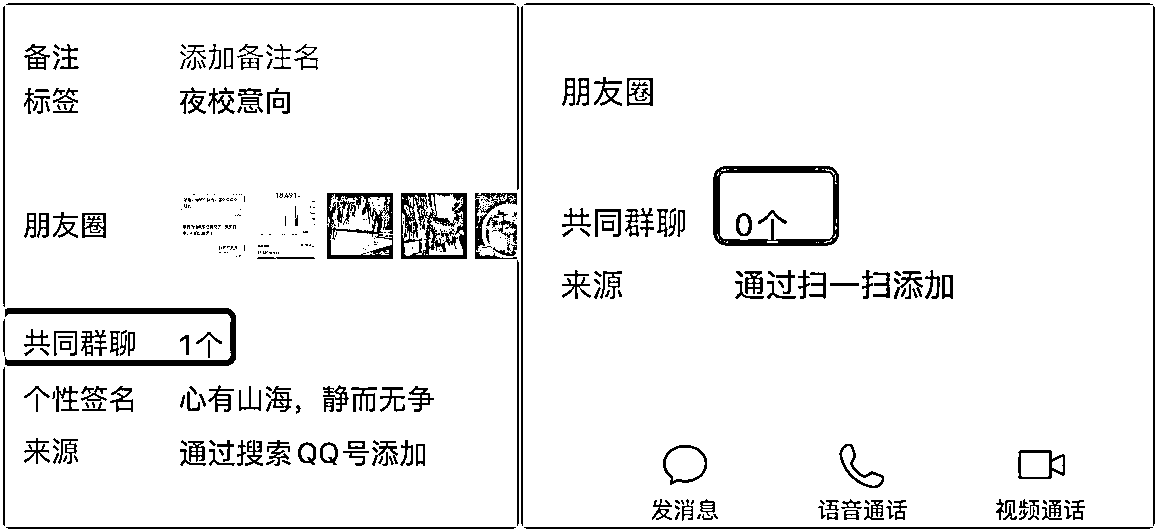 备注 添加备注名
标签 夜校意向
18,491
朋友圈
共同群聊 1个
个性签名 心有山海，静而无争
来源 通过搜索QQ号添加
朋友圈
共同群聊 0个
来源 通过扫一扫添加
发消息 语音通话 视频通话